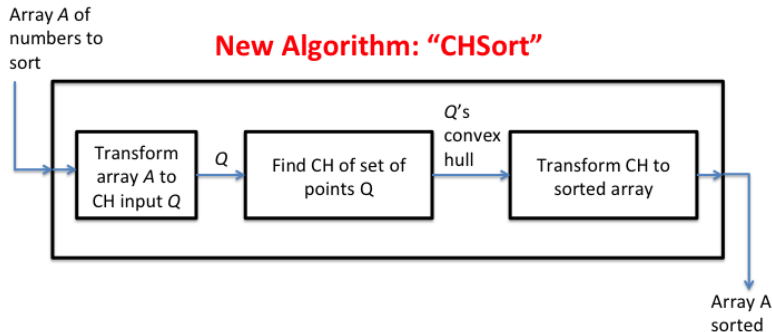 Array A of
numbers to
sort
New Algorithm: “CHSort”
Transform
array A to
CH input Q
Q
Find CH of set of
points Q
Q’s
convex
hull
Transform CH to
sorted array
Array A
sorted